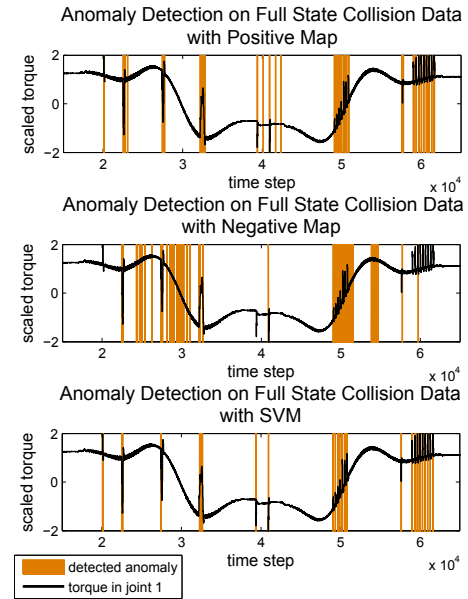 Anomaly Detection on Full State Collision Data
with Positive Map
2
0
−2
scaled torque
2 3 4 5 6
time step
x 10^4
Anomaly Detection on Full State Collision Data
with Negative Map
2
0
−2
scaled torque
2 3 4 5 6
time step
x 10^4
Anomaly Detection on Full State Collision Data
with SVM
2
0
−2
scaled torque
2 3 4 5 6
time step
x 10^4
detected anomaly
torque in joint 1